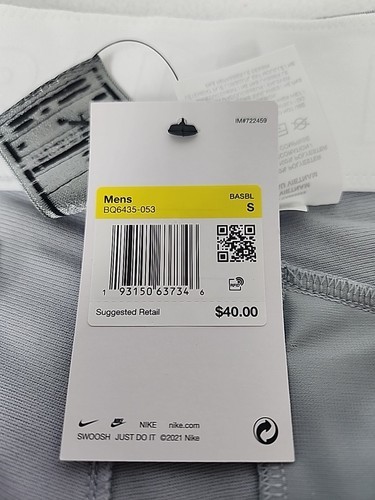 IM#722459
Mens BASBL
BQ6435-053 S
1 93150 63734 6
Suggested Retail $40.00
NIKE nike.com
SWOOSH JUST DO IT ©2021 Nike